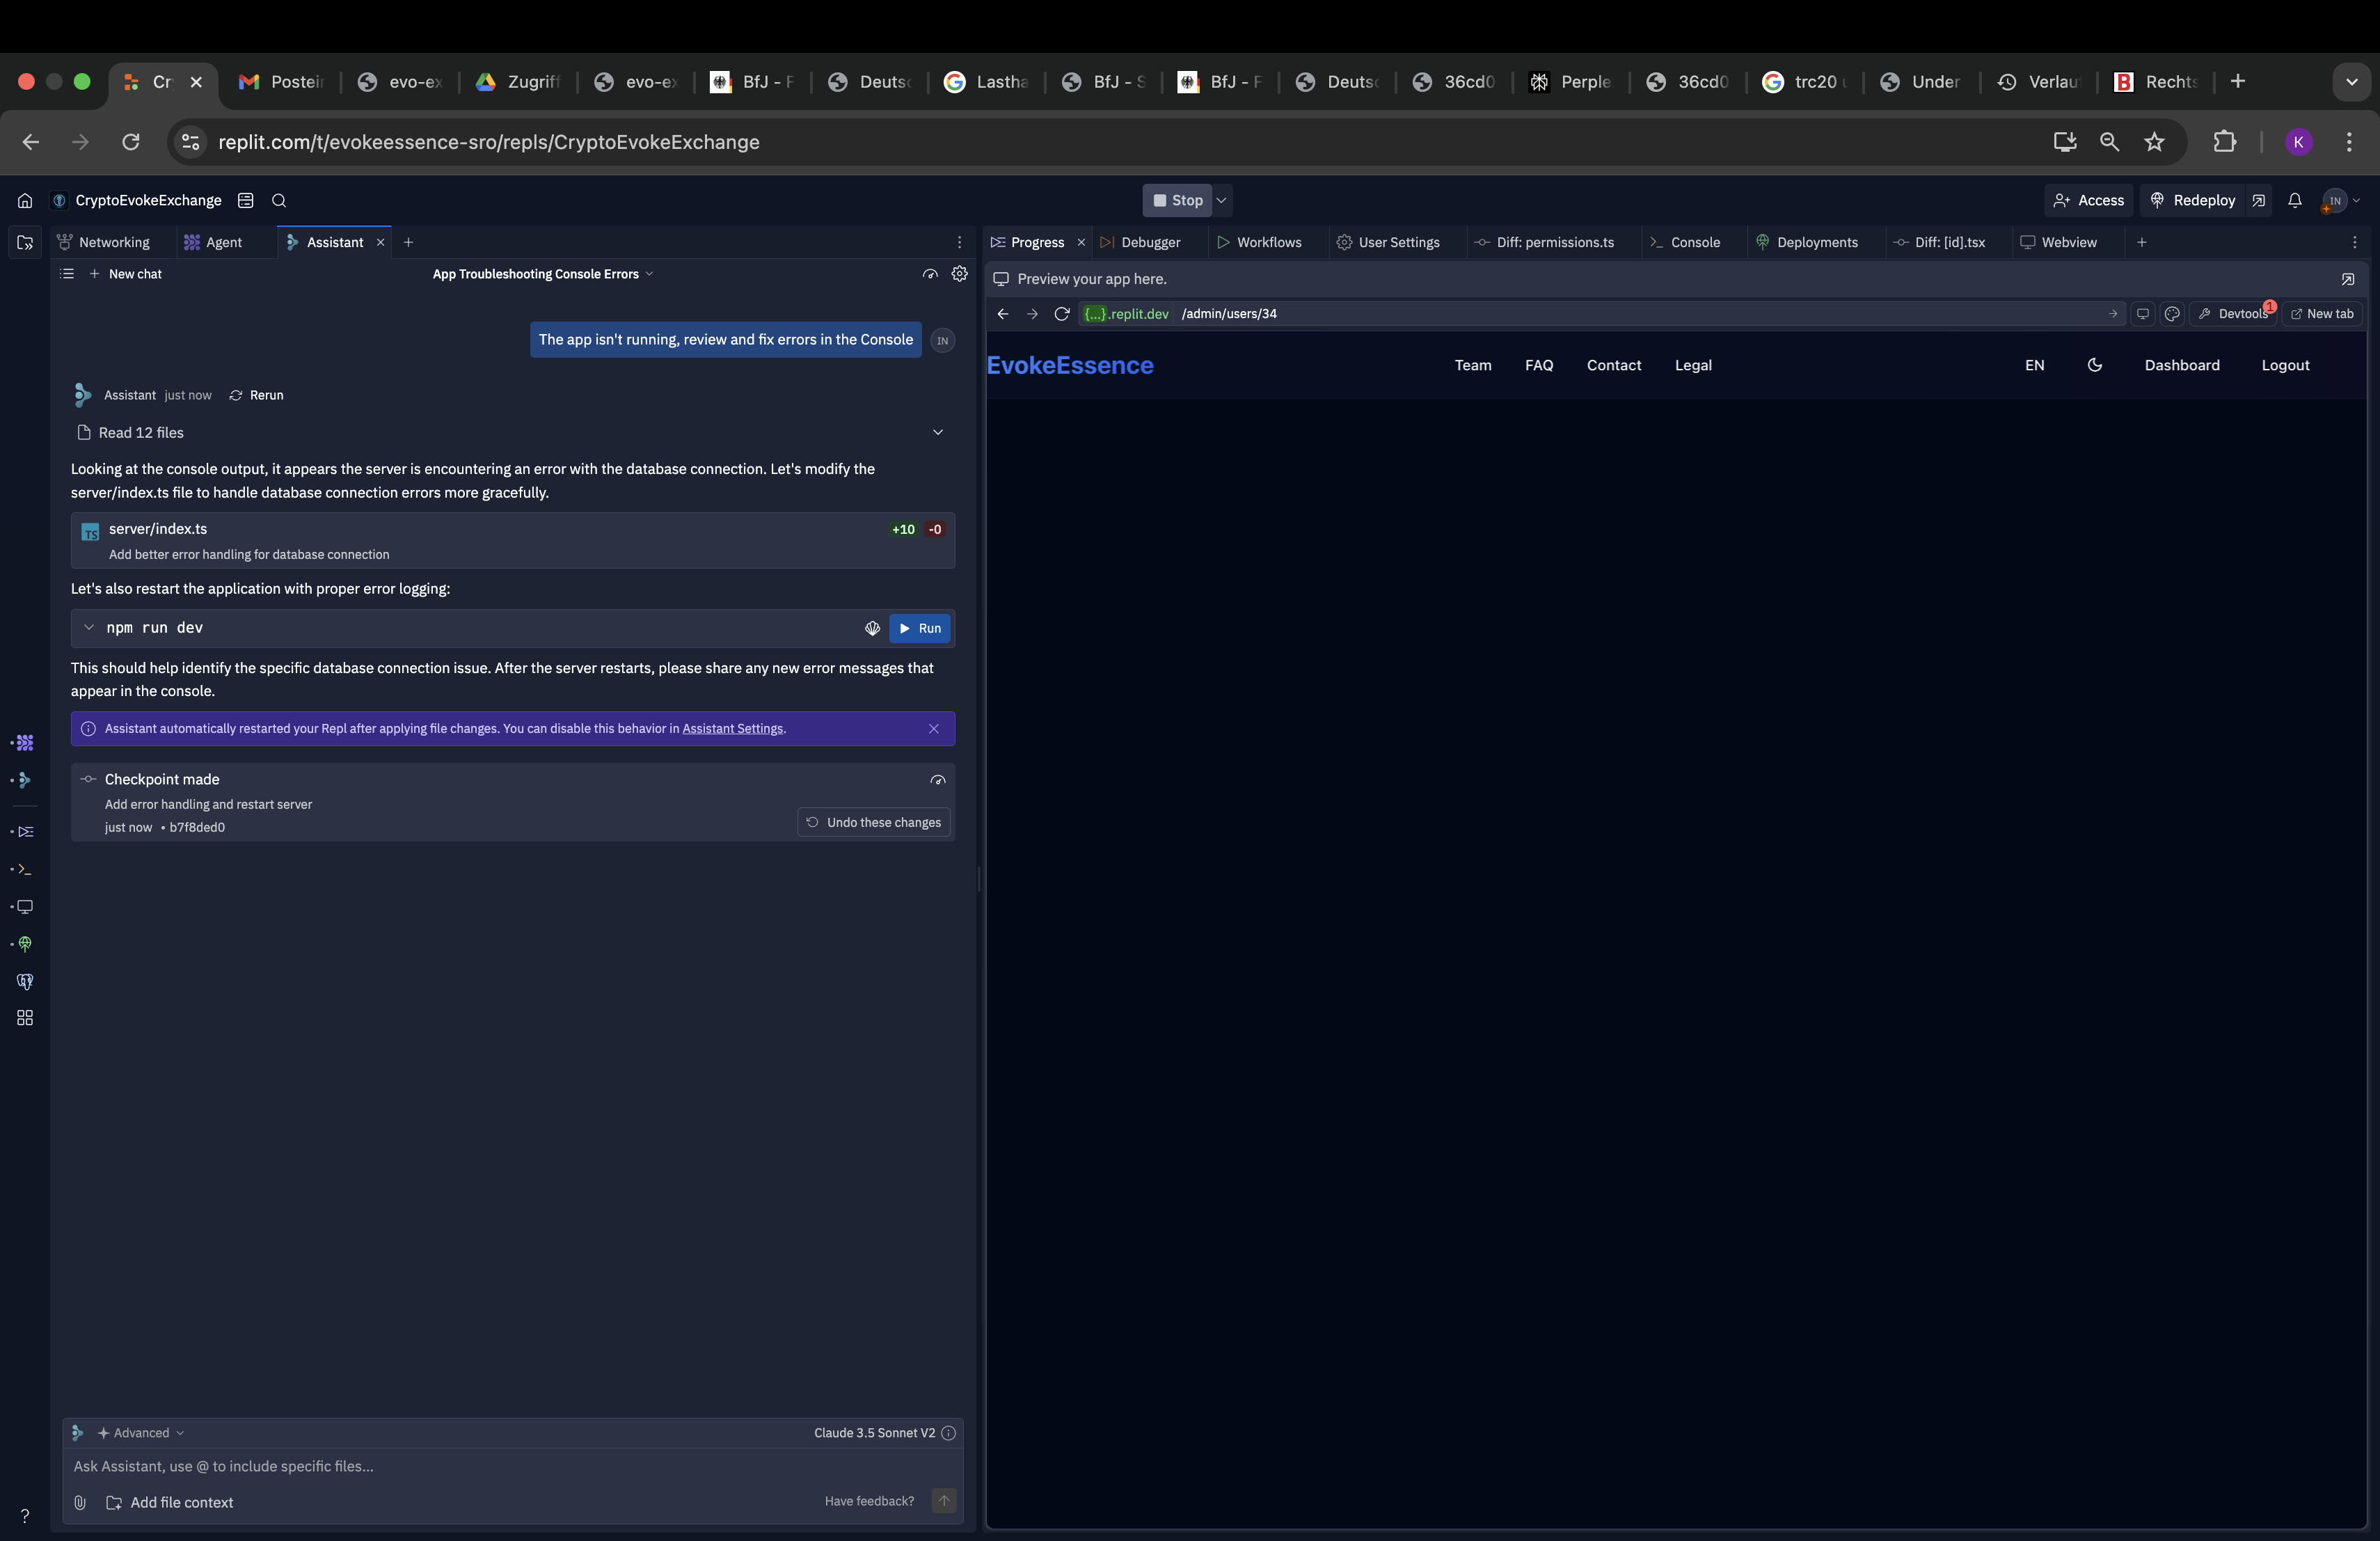 Cr
Postein
evo-ex
Zugriff
evo-ex
BfJ - F
Deutsc
Lastha
BfJ - S
BfJ - F
Deutsc
36cd0
Perple
36cd0
trc20 u
Under
Verlau
Rechts
replit.com/t/evokeessence-sro/repls/CryptoEvokeExchange
K
CryptoEvokeExchange
Stop
Access
Redeploy
IN
Networking
Agent
Assistant
Progress
Debugger
Workflows
User Settings
Diff: permissions.ts
Console
Deployments
Diff: [id].tsx
Webview
New chat
App Troubleshooting Console Errors
Preview your app here.
{...}.replit.dev
/admin/users/34
Devtools
1
New tab
The app isn't running, review and fix errors in the Console
IN
EvokeEssence
Team
FAQ
Contact
Legal
EN
Dashboard
Logout
Assistant just now Rerun
Read 12 files
Looking at the console output, it appears the server is encountering an error with the database connection. Let's modify the
server/index.ts file to handle database connection errors more gracefully.
TS
server/index.ts
+10 -0
Add better error handling for database connection
Let's also restart the application with proper error logging:
npm run dev
Run
This should help identify the specific database connection issue. After the server restarts, please share any new error messages that
appear in the console.
Assistant automatically restarted your Repl after applying file changes. You can disable this behavior in Assistant Settings.
Checkpoint made
Add error handling and restart server
just now • b7f8ded0
Undo these changes
Advanced
Claude 3.5 Sonnet V2
Ask Assistant, use @ to include specific files...
Add file context
Have feedback?
?